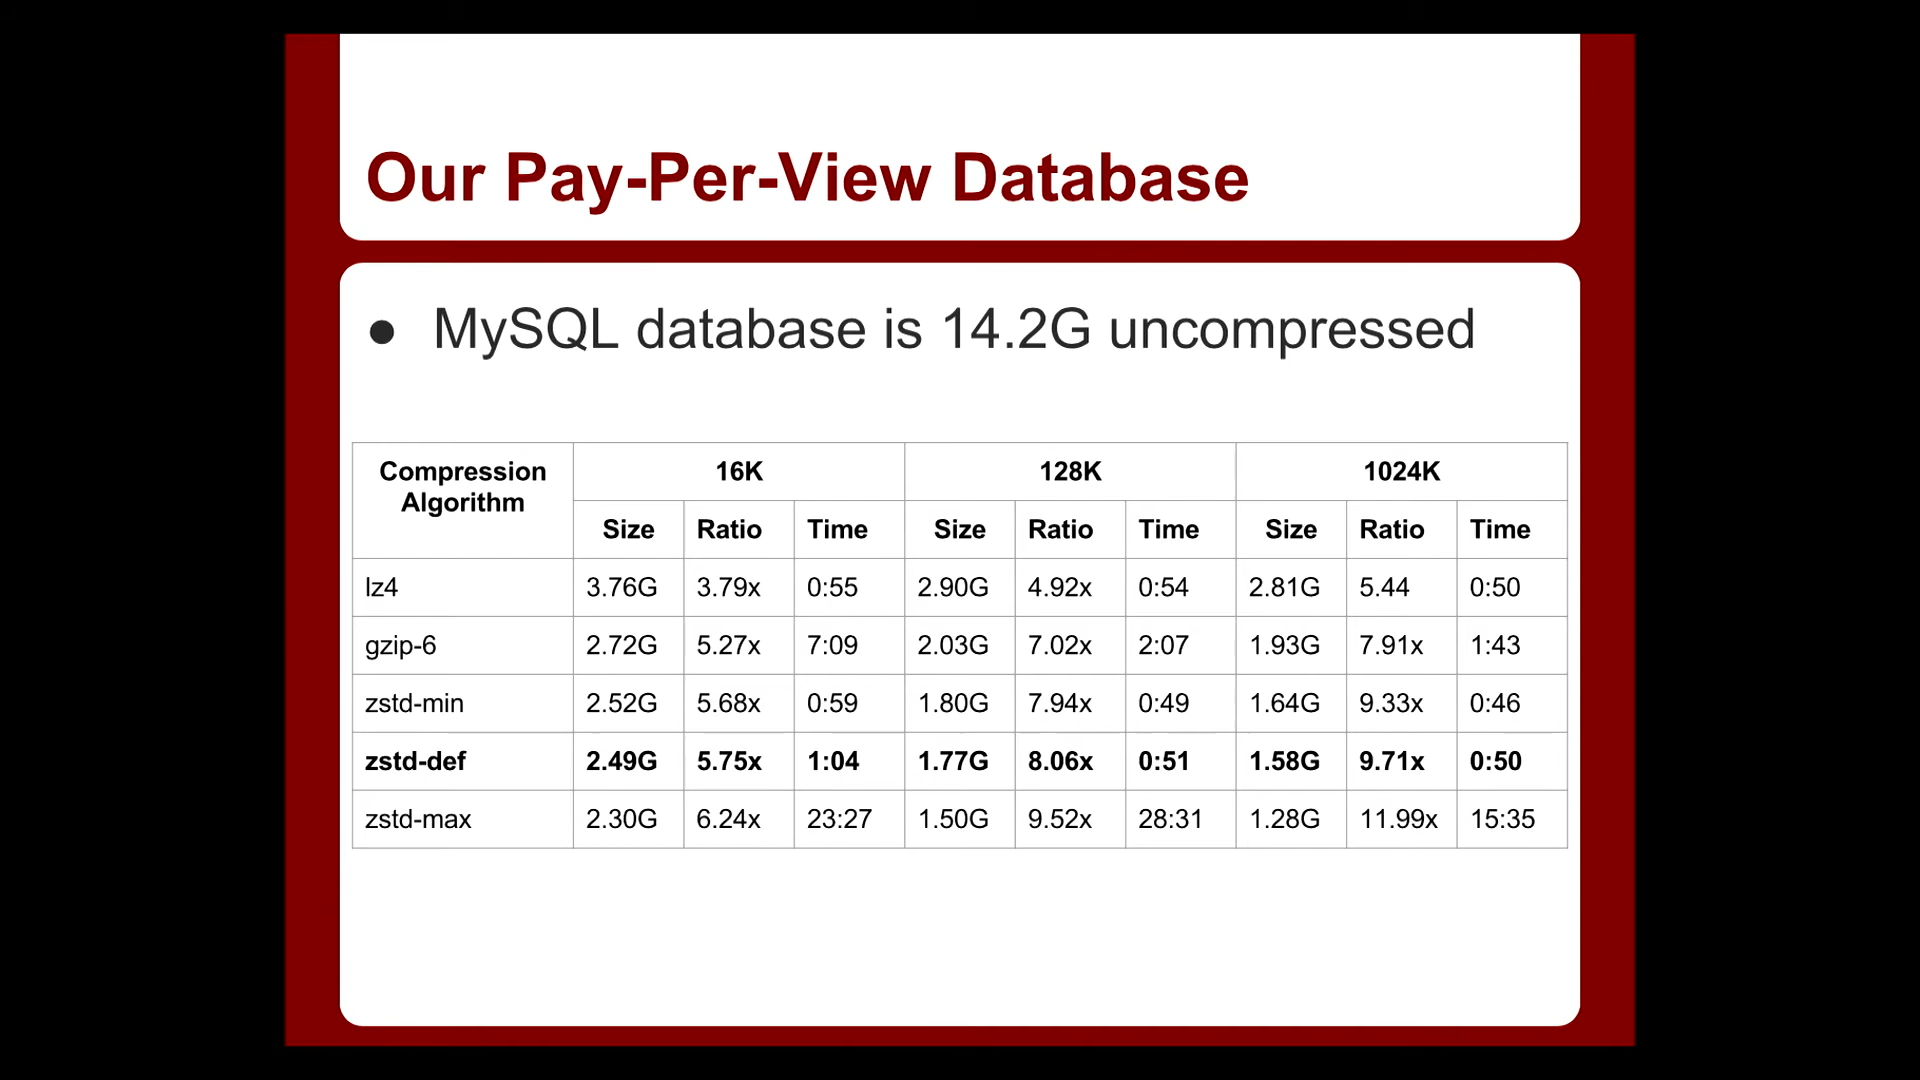 Our Pay-Per-View Database
● MySQL database is 14.2G uncompressed
Compression Algorithm 16K 128K 1024K
Size Ratio Time Size Ratio Time Size Ratio Time
lz4 3.76G 3.79x 0:55 2.90G 4.92x 0:54 2.81G 5.44 0:50
gzip-6 2.72G 5.27x 7:09 2.03G 7.02x 2:07 1.93G 7.91x 1:43
zstd-min 2.52G 5.68x 0:59 1.80G 7.94x 0:49 1.64G 9.33x 0:46
zstd-def 2.49G 5.75x 1:04 1.77G 8.06x 0:51 1.58G 9.71x 0:50
zstd-max 2.30G 6.24x 23:27 1.50G 9.52x 28:31 1.28G 11.99x 15:35